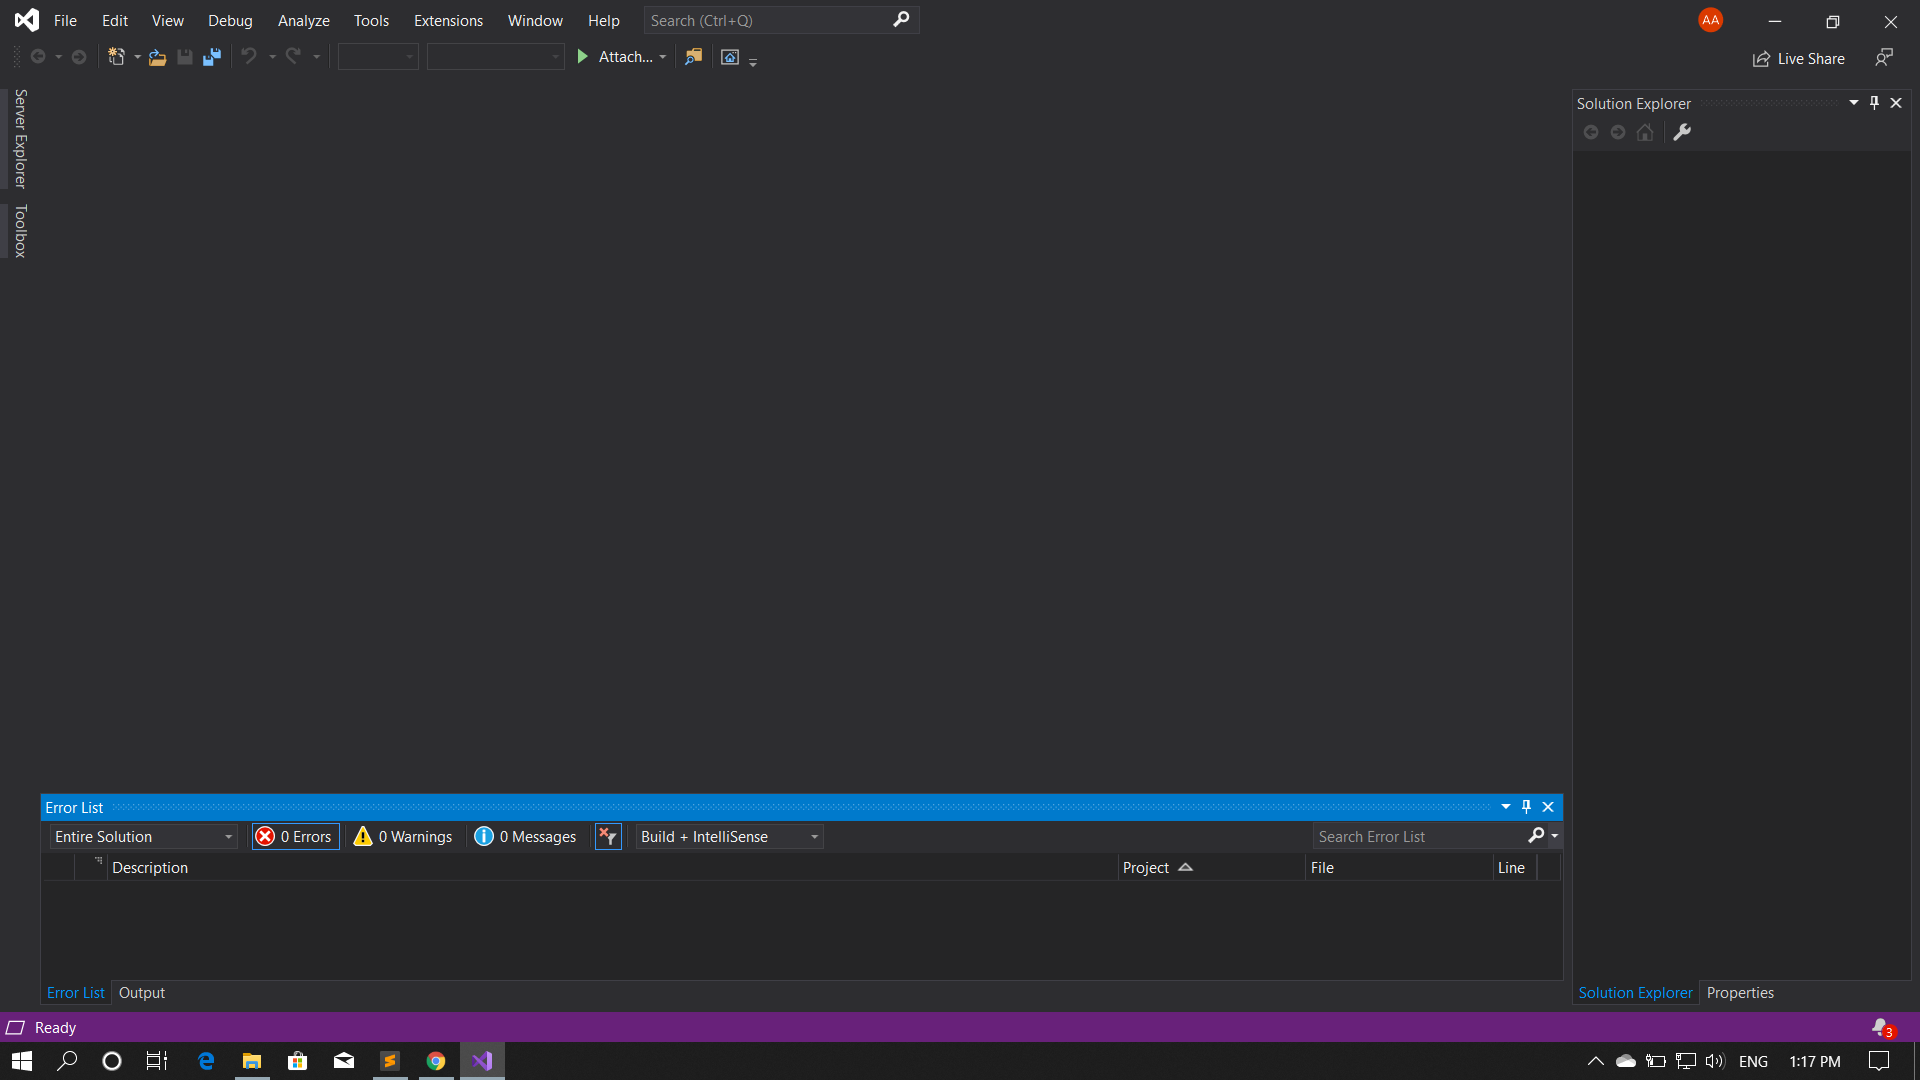 File Edit View Debug Analyze Tools Extensions Window Help Search (Ctrl+Q) AA
Attach... Live Share
Server Explorer
Toolbox
Solution Explorer
Error List
Entire Solution 0 Errors 0 Warnings 0 Messages Build + IntelliSense Search Error List
Description Project File Line
Error List Output
Solution Explorer Properties
Ready 3
ENG 1:17 PM